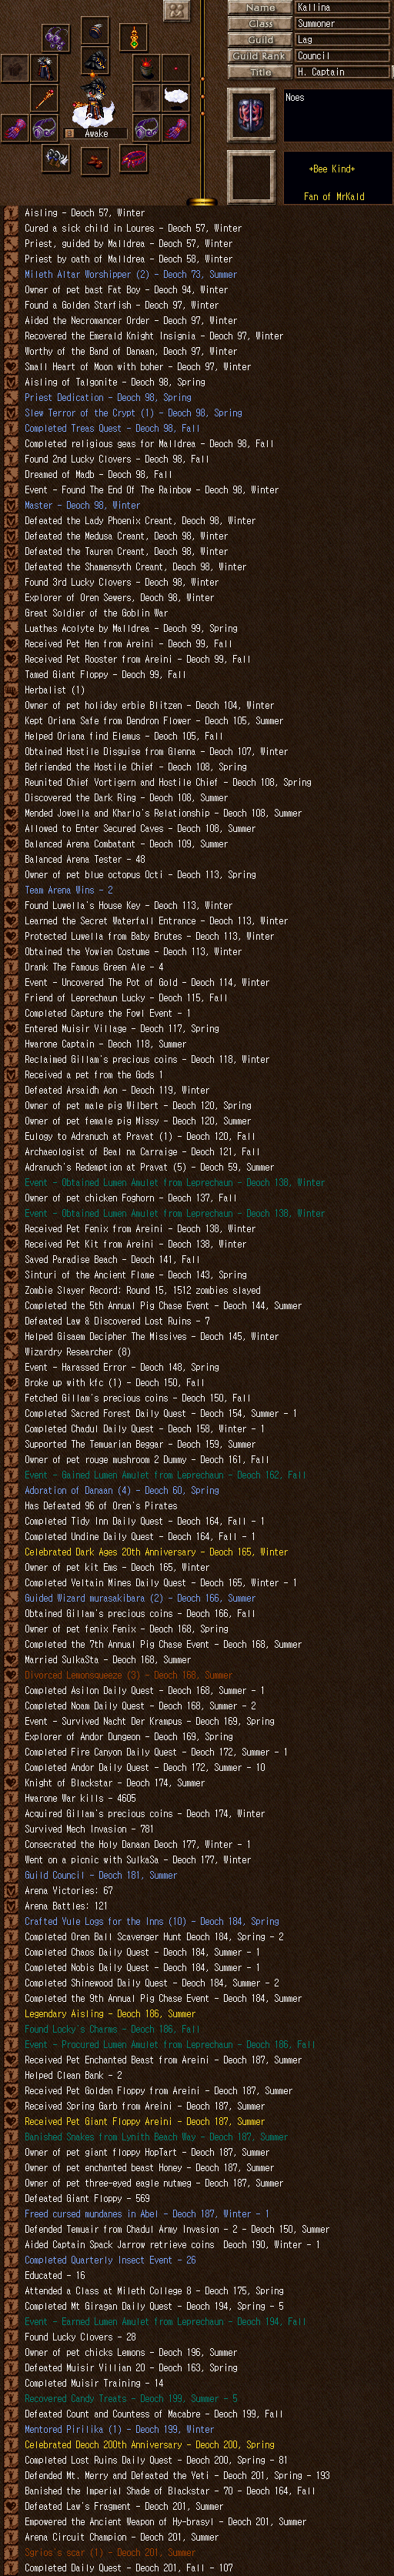 Name
Kallina
Class
Summoner
Guild
Lag
Guild Rank
Council
Title
H. Captain
Noes
Awake
+Bee Kind+
Fan of MrKald
Aisling - Deoch 57, Winter
Cured a sick child in Loures - Deoch 57, Winter
Priest, guided by Malldrea - Deoch 57, Winter
Priest by oath of Malldrea - Deoch 58, Winter
Mileth Altar Worshipper (2) - Deoch 73, Summer
Owner of pet bast Fat Boy - Deoch 94, Winter
Found a Golden Starfish - Deoch 97, Winter
Aided the Necromancer Order - Deoch 97, Winter
Recovered the Emerald Knight Insignia - Deoch 97, Winter
Worthy of the Band of Danaan, Deoch 97, Winter
Small Heart of Moon with boher - Deoch 97, Winter
Aisling of Talgonite - Deoch 98, Spring
Priest Dedication - Deoch 98, Spring
Slew Terror of the Crypt (1) - Deoch 98, Spring
Completed Treas Quest - Deoch 98, Fall
Completed religious geas for Malldrea - Deoch 98, Fall
Found 2nd Lucky Clovers - Deoch 98, Fall
Dreamed of Madb - Deoch 98, Fall
Event - Found The End Of The Rainbow - Deoch 98, Winter
Master - Deoch 98, Winter
Defeated the Lady Phoenix Creant, Deoch 98, Winter
Defeated the Medusa Creant, Deoch 98, Winter
Defeated the Tauren Creant, Deoch 98, Winter
Defeated the Shamensyth Creant, Deoch 98, Winter
Found 3rd Lucky Clovers - Deoch 98, Winter
Explorer of Oren Sewers, Deoch 98, Winter
Great Soldier of the Goblin War
Luathas Acolyte by Malldrea - Deoch 99, Spring
Received Pet Hen from Areini - Deoch 99, Fall
Received Pet Rooster from Areini - Deoch 99, Fall
Tamed Giant Floppy - Deoch 99, Fall
Herbalist (1)
Owner of pet holiday erbie Blitzen - Deoch 104, Winter
Kept Oriana Safe from Dendron Flower - Deoch 105, Summer
Helped Oriana find Elemus - Deoch 105, Fall
Obtained Hostile Disguise from Glenna - Deoch 107, Winter
Befriended the Hostile Chief - Deoch 108, Spring
Reunited Chief Vortigern and Hostile Chief - Deoch 108, Spring
Discovered the Dark Ring - Deoch 108, Summer
Mended Jowella and Kharlo's Relationship - Deoch 108, Summer
Allowed to Enter Secured Caves - Deoch 108, Summer
Balanced Arena Combatant - Deoch 109, Summer
Balanced Arena Tester - 48
Owner of pet blue octopus Octi - Deoch 113, Spring
Team Arena Wins - 2
Found Luwella's House Key - Deoch 113, Winter
Learned the Secret Waterfall Entrance - Deoch 113, Winter
Protected Luwella from Baby Brutes - Deoch 113, Winter
Obtained the Yowien Costume - Deoch 113, Winter
Drank The Famous Green Ale - 4
Event - Uncovered The Pot of Gold - Deoch 114, Winter
Friend of Leprechaun Lucky - Deoch 115, Fall
Completed Capture the Fowl Event - 1
Entered Muisir Village - Deoch 117, Spring
Hwarone Captain - Deoch 118, Summer
Reclaimed Gillam's precious coins - Deoch 118, Winter
Received a pet from the Gods 1
Defeated Arsaidh Aon - Deoch 119, Winter
Owner of pet male pig Wilbert - Deoch 120, Spring
Owner of pet female pig Missy - Deoch 120, Summer
Eulogy to Adranuch at Pravat (1) - Deoch 120, Fall
Archaeologist of Beal na Carraige - Deoch 121, Fall
Adranuch's Redemption at Pravat (5) - Deoch 59, Summer
Event - Obtained Lumen Amulet from Leprechaun - Deoch 138, Winter
Owner of pet chicken Foghorn - Deoch 137, Fall
Event - Obtained Lumen Amulet from Leprechaun - Deoch 138, Winter
Received Pet Fenix from Areini - Deoch 138, Winter
Received Pet Kit from Areini - Deoch 138, Winter
Saved Paradise Beach - Deoch 141, Fall
Sinturi of the Ancient Flame - Deoch 143, Spring
Zombie Slayer Record: Round 15, 1512 zombies slayed
Completed the 5th Annual Pig Chase Event - Deoch 144, Summer
Defeated Law & Discovered Lost Ruins - 7
Helped Gisaem Decipher The Missives - Deoch 145, Winter
Wizardry Researcher (8)
Event - Harassed Error - Deoch 148, Spring
Broke up with kfc (1) - Deoch 150, Fall
Fetched Gillam's precious coins - Deoch 150, Fall
Completed Sacred Forest Daily Quest - Deoch 154, Summer - 1
Completed Chadul Daily Quest - Deoch 158, Winter - 1
Supported The Temuarian Beggar - Deoch 159, Summer
Owner of pet rouge mushroom 2 Dummy - Deoch 161, Fall
Event - Gained Lumen Amulet from Leprechaun - Deoch 162, Fall
Adoration of Danaan (4) - Deoch 60, Spring
Has Defeated 96 of Oren's Pirates
Completed Tidy Inn Daily Quest - Deoch 164, Fall - 1
Completed Undine Daily Quest - Deoch 164, Fall - 1
Celebrated Dark Ages 20th Anniversary - Deoch 165, Winter
Owner of pet kit Ems - Deoch 165, Winter
Completed Veltain Mines Daily Quest - Deoch 165, Winter - 1
Guided Wizard murasakibara (2) - Deoch 166, Summer
Obtained Gillam's precious coins - Deoch 166, Fall
Owner of pet fenix Fenix - Deoch 168, Spring
Completed the 7th Annual Pig Chase Event - Deoch 168, Summer
Married SulkaSta - Deoch 168, Summer
Divorced Lemonsqueeze (3) - Deoch 168, Summer
Completed Asilon Daily Quest - Deoch 168, Summer - 1
Completed Noam Daily Quest - Deoch 168, Summer - 2
Event - Survived Nacht Der Krampus - Deoch 169, Spring
Explorer of Andor Dungeon - Deoch 169, Spring
Completed Fire Canyon Daily Quest - Deoch 172, Summer - 1
Completed Andor Daily Quest - Deoch 172, Summer - 10
Knight of Blackstar - Deoch 174, Summer
Hwarone War kills - 4605
Acquired Gillam's precious coins - Deoch 174, Winter
Survived Mech Invasion - 781
Consecrated the Holy Danaan Deoch 177, Winter - 1
Went on a picnic with SulkaSa - Deoch 177, Winter
Guild Council - Deoch 181, Summer
Arena Victories: 67
Arena Battles: 121
Crafted Yule Logs for the Inns (10) - Deoch 184, Spring
Completed Oren Ball Scavenger Hunt Deoch 184, Spring - 2
Completed Chaos Daily Quest - Deoch 184, Summer - 1
Completed Nobis Daily Quest - Deoch 184, Summer - 1
Completed Shinewood Daily Quest - Deoch 184, Summer - 2
Completed the 9th Annual Pig Chase Event - Deoch 184, Summer
Legendary Aisling - Deoch 186, Summer
Found Locky's Charms - Deoch 186, Fall
Event - Procured Lumen Amulet from Leprechaun - Deoch 186, Fall
Received Pet Enchanted Beast from Areini - Deoch 187, Summer
Helped Clean Bank - 2
Received Pet Golden Floppy from Areini - Deoch 187, Summer
Received Spring Garb from Areini - Deoch 187, Summer
Received Pet Giant Floppy Areini - Deoch 187, Summer
Banished Snakes from Lynith Beach Way - Deoch 187, Summer
Owner of pet giant floppy HopTart - Deoch 187, Summer
Owner of pet enchanted beast Honey - Deoch 187, Summer
Owner of pet three-eyed eagle nutmeg - Deoch 187, Summer
Defeated Giant Floppy - 569
Freed cursed mundanes in Abel - Deoch 187, Winter - 1
Defended Temuair from Chadul Army Invasion - 2 - Deoch 150, Summer
Aided Captain Spack Jarrow retrieve coins  Deoch 190, Winter - 1
Completed Quarterly Insect Event - 26
Educated - 16
Attended a Class at Mileth College 8 - Deoch 175, Spring
Completed Mt Giragan Daily Quest - Deoch 194, Spring - 5
Event - Earned Lumen Amulet from Leprechaun - Deoch 194, Fall
Found Lucky Clovers - 28
Owner of pet chicks Lemons - Deoch 196, Summer
Defeated Muisir Villian 20 - Deoch 163, Spring
Completed Muisir Training - 14
Recovered Candy Treats - Deoch 199, Summer - 5
Defeated Count and Countess of Macabre - Deoch 199, Fall
Mentored Pirilika (1) - Deoch 199, Winter
Celebrated Deoch 200th Anniversary - Deoch 200, Spring
Completed Lost Ruins Daily Quest - Deoch 200, Spring - 81
Defended Mt. Merry and Defeated the Yeti - Deoch 201, Spring - 193
Banished the Imperial Shade of Blackstar - 70 - Deoch 164, Fall
Defeated Law's Fragment - Deoch 201, Summer
Empowered the Ancient Weapon of Hy-brasyl - Deoch 201, Summer
Arena Circuit Champion - Deoch 201, Summer
Sgrios's scar (1) - Deoch 201, Summer
Completed Daily Quest - Deoch 201, Fall - 107